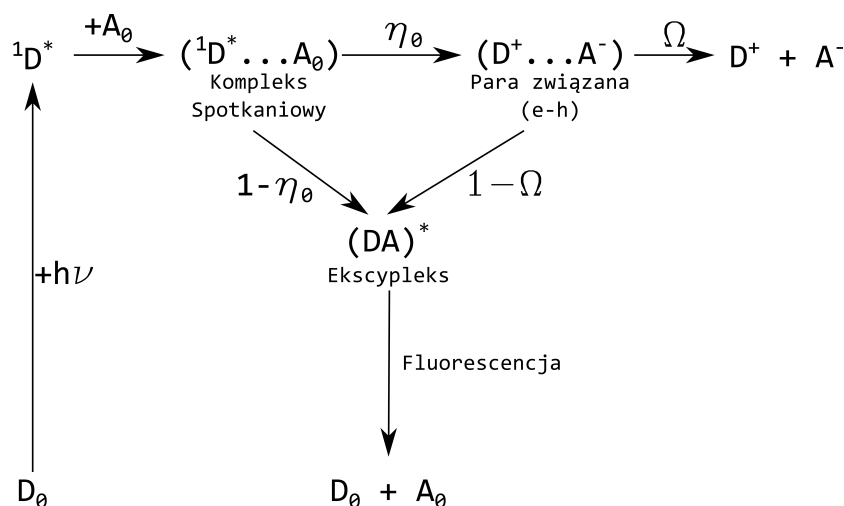 +A₀ η₀ Ω
¹D* (¹D*...A₀) (D⁺...A⁻) D⁺ + A⁻
Kompleks Para związana
Spotkaniowy (e-h)
1-η₀ 1-Ω
(DA)*
Ekscypleks
+hν
Fluorescencja
D₀ D₀ + A₀